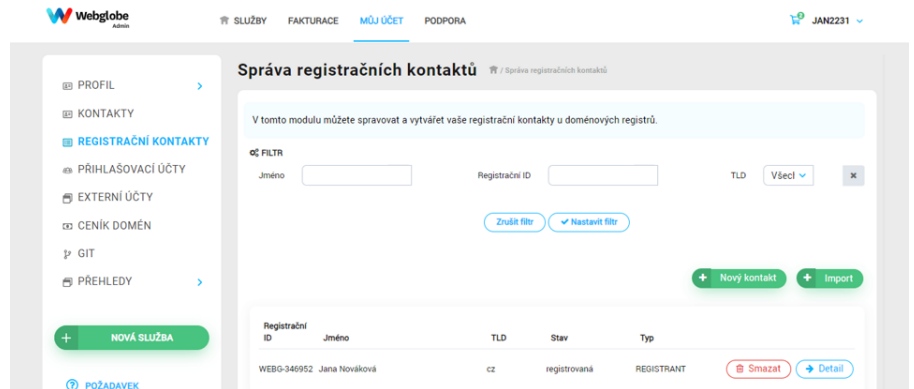 Webglobe
Admin
SLUŽBY FAKTURACE MŮJ ÚČET PODPORA
3 JAN2231
Správa registračních kontaktů / Správa registračních kontaktů
PROFIL
KONTAKTY
REGISTRAČNÍ KONTAKTY
PŘIHLAŠOVACÍ ÚČTY
EXTERNÍ ÚČTY
CENÍK DOMÉN
GIT
PŘEHLEDY
+ NOVÁ SLUŽBA
? POŽADAVEK
V tomto modulu můžete spravovat a vytvářet vaše registrační kontakty u doménových registrů.
FILTR
Jméno Registrační ID TLD Všecl
Zrušit filtr Nastavit filtr
+ Nový kontakt + Import
Registrační
ID Jméno TLD Stav Typ
WEBG-346952 Jana Nováková cz registrovaná REGISTRANT Smazat Detail